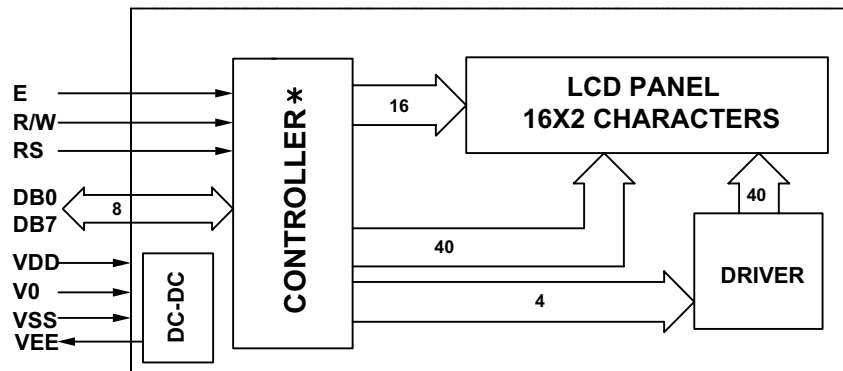 E
R/W
RS
DB0
DB7
8
VDD
V0
VSS
VEE
DC-DC
CONTROLLER*
16
LCD PANEL
16X2 CHARACTERS
40
40
4
DRIVER